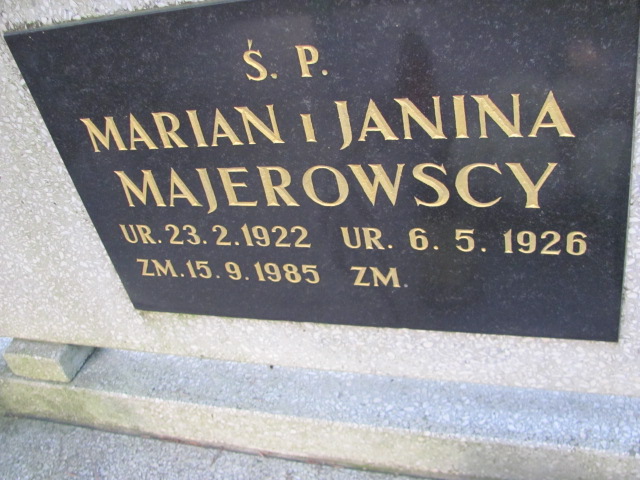 Ś. P.
MARIAN i JANINA
MAJEROWSCY
UR. 23. 2. 1922 UR. 6. 5. 1926
ZM. 15. 9. 1985 ZM.